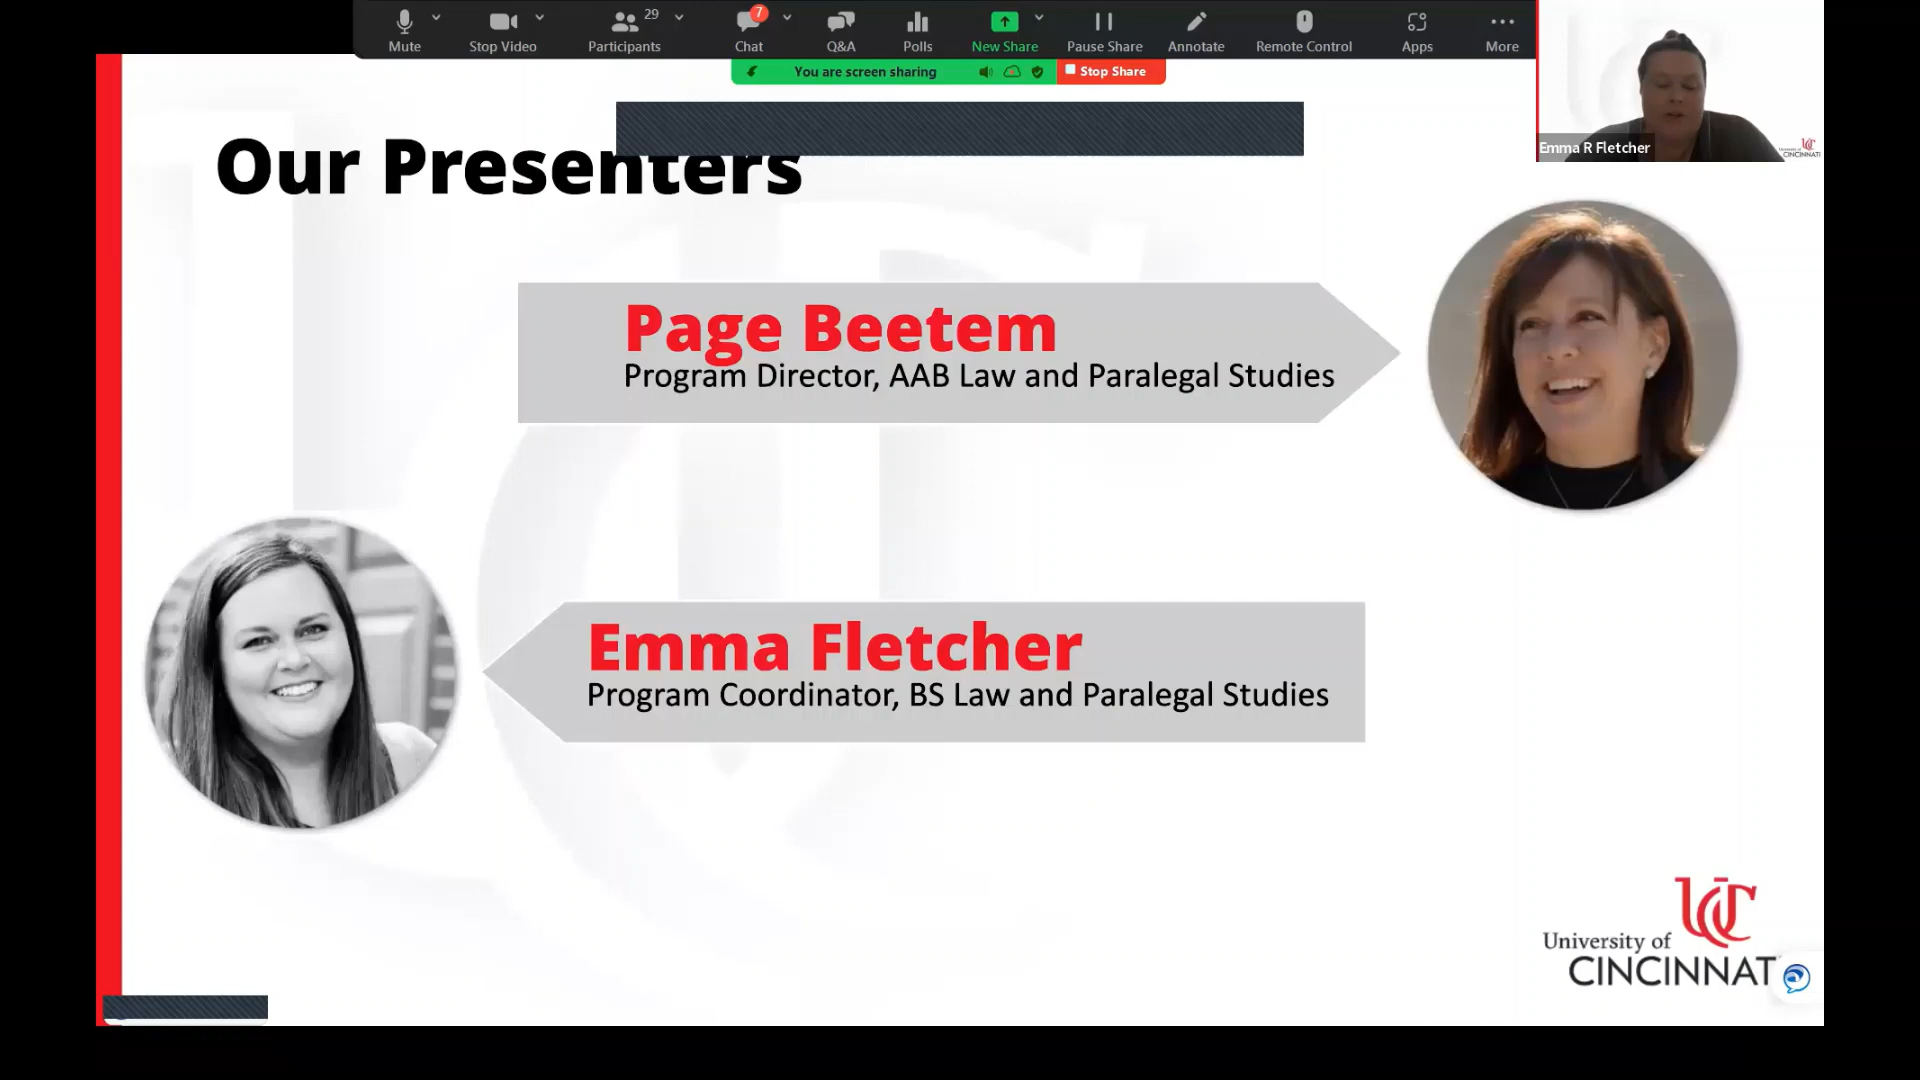 29
7
Mute
Stop Video
Participants
Chat
Q&A
Polls
New Share
Pause Share
Annotate
Remote Control
Apps
More
You are screen sharing
Stop Share
Emma R Fletcher
CINCINNATI
Our Presenters
Page Beetem
Program Director, AAB Law and Paralegal Studies
Emma Fletcher
Program Coordinator, BS Law and Paralegal Studies
UC
University of
CINCINNAT